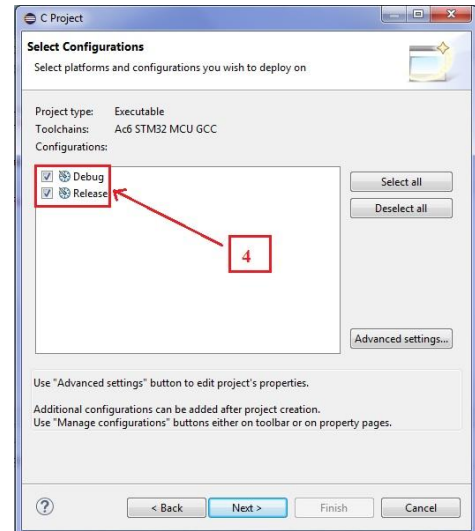 C Project
Select Configurations
Select platforms and configurations you wish to deploy on
Project type: Executable
Toolchains: Ac6 STM32 MCU GCC
Configurations:
Debug
Release
Select all
Deselect all
4
Advanced settings...
Use "Advanced settings" button to edit project's properties.
Additional configurations can be added after project creation.
Use "Manage configurations" buttons either on toolbar or on property pages.
? < Back Next > Finish Cancel